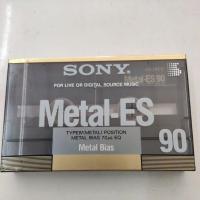 SONY
FOR LIVE OR DIGITAL SOURCE MUSIC
Metal-ES 90
Metal-ES
TYPE IV (METAL) POSITION
METAL BIAS 70µs EQ
90
Metal Bias